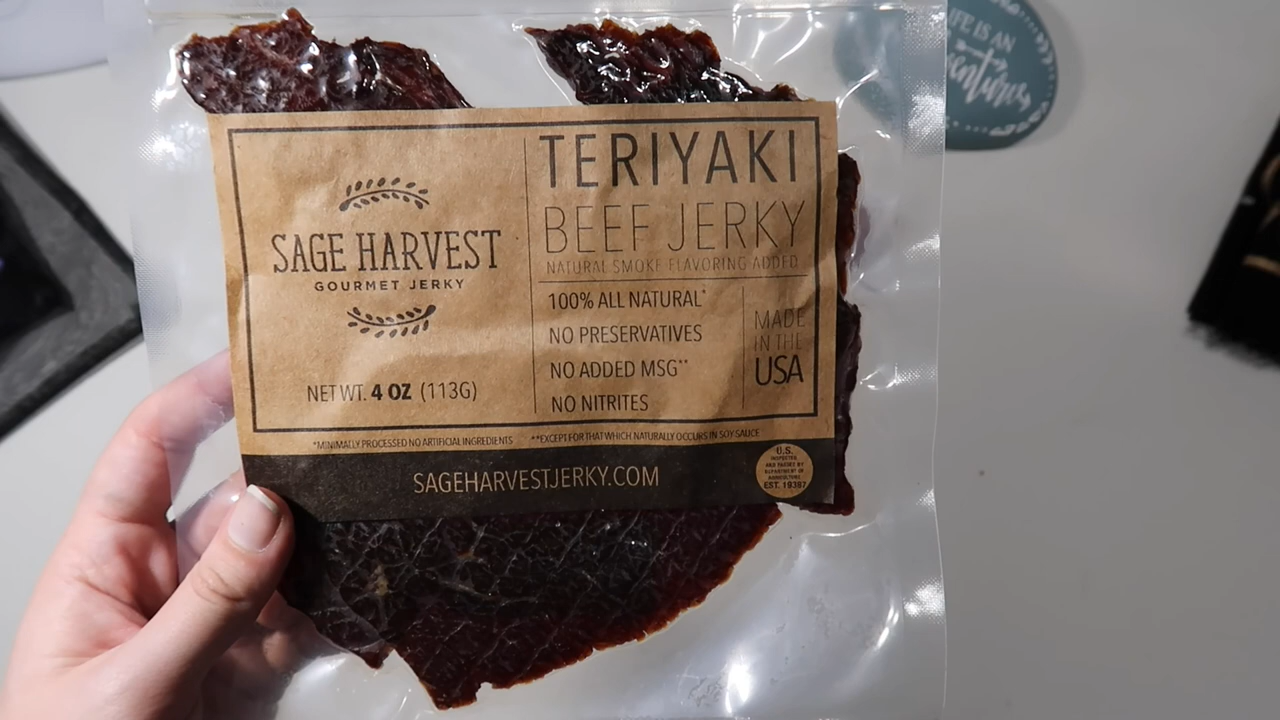 SAGE HARVEST
GOURMET JERKY
NET WT. 4 OZ (113G)
TERIYAKI
BEEF JERKY
NATURAL SMOKE FLAVORING ADDED
100% ALL NATURAL*
NO PRESERVATIVES
NO ADDED MSG**
NO NITRITES
MADE
IN THE
USA
*MINIMALLY PROCESSED NO ARTIFICIAL INGREDIENTS **EXCEPT FOR THAT WHICH NATURALLY OCCURS IN SOY SAUCE
SAGEHARVESTJERKY.COM
U.S.
INSPECTED
AND PASSED BY
DEPARTMENT OF
AGRICULTURE
EST. 19387
IS AN